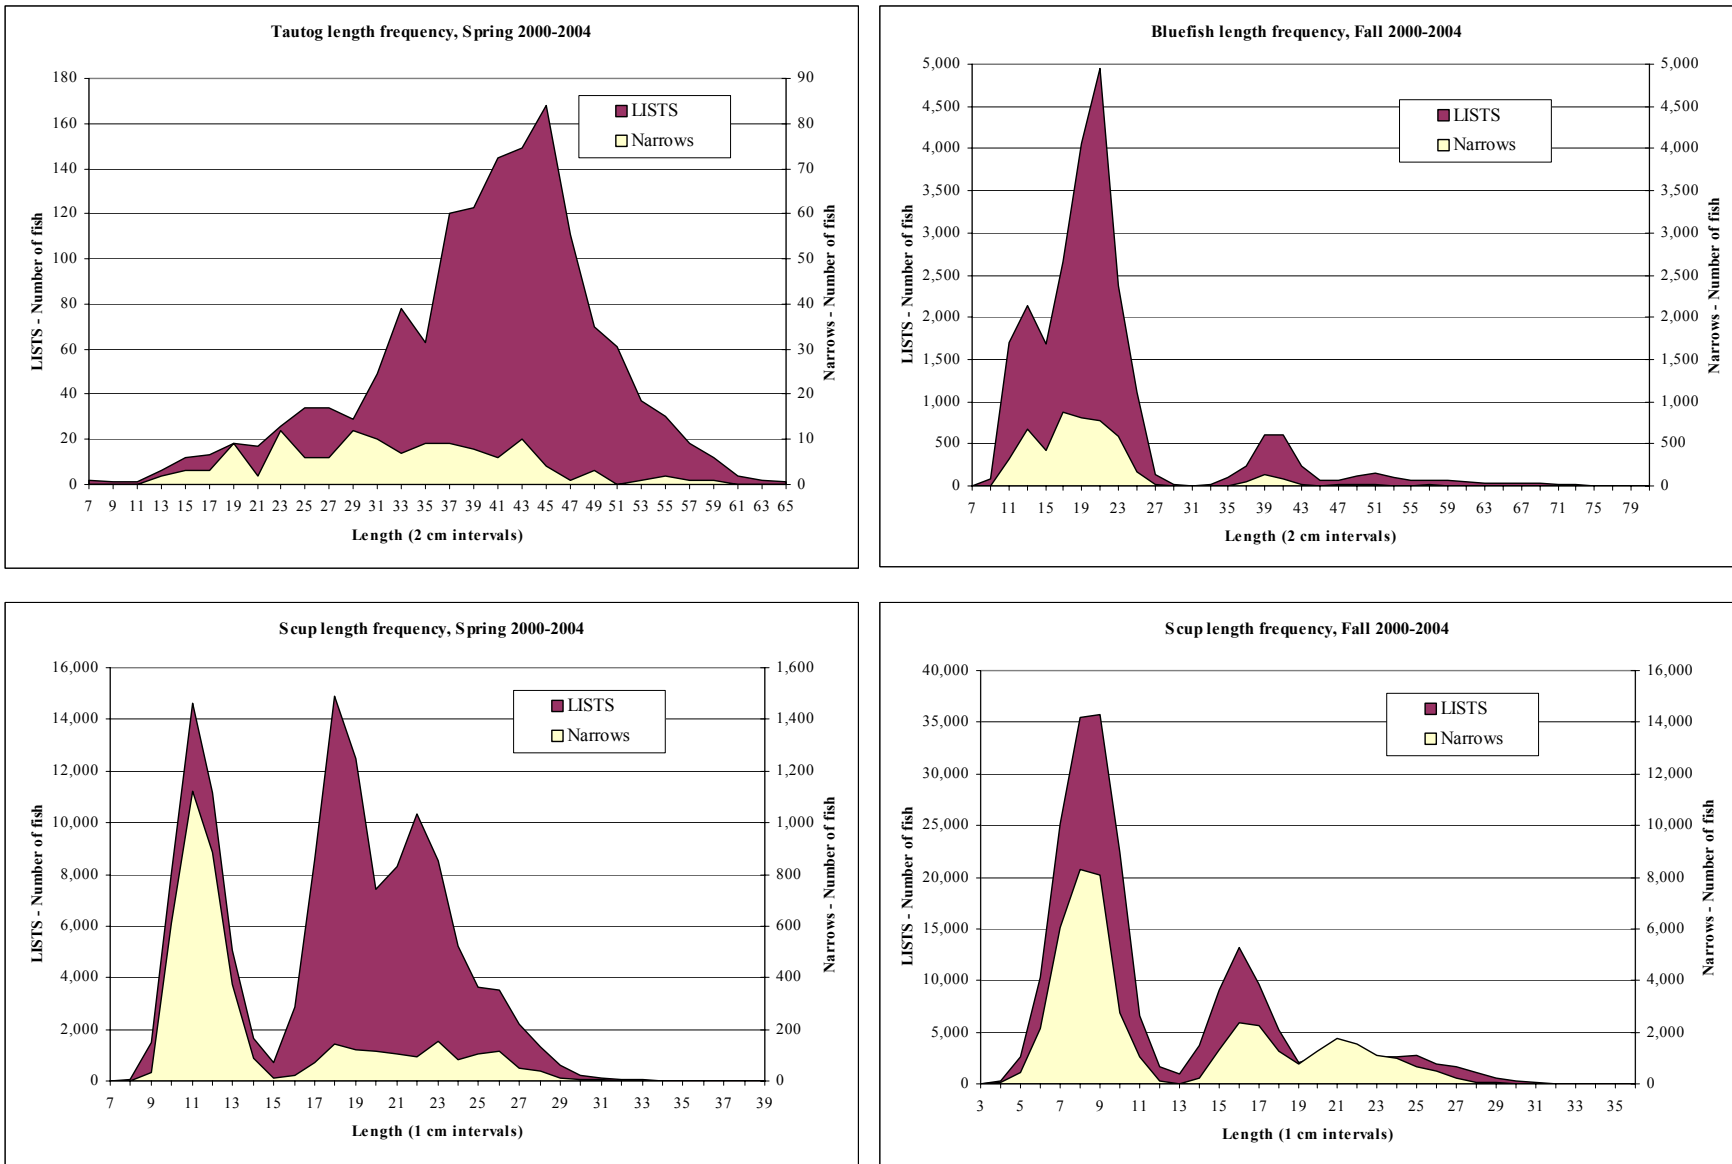 Tautog length frequency, Spring 2000-2004
LISTS - Number of fish
180
160
140
120
100
80
60
40
20
0
90
80
70
60
50
40
30
20
10
0
Narrows - Number of fish
LISTS
Narrows
7 9 11 13 15 17 19 21 23 25 27 29 31 33 35 37 39 41 43 45 47 49 51 53 55 57 59 61 63 65
Length (2 cm intervals)
Bluefish length frequency, Fall 2000-2004
LISTS - Number of fish
5,000
4,500
4,000
3,500
3,000
2,500
2,000
1,500
1,000
500
0
5,000
4,500
4,000
3,500
3,000
2,500
2,000
1,500
1,000
500
0
Narrows - Number of fish
LISTS
Narrows
7 11 15 19 23 27 31 35 39 43 47 51 55 59 63 67 71 75 79
Length (2 cm intervals)
Scup length frequency, Spring 2000-2004
LISTS - Number of fish
16,000
14,000
12,000
10,000
8,000
6,000
4,000
2,000
0
1,600
1,400
1,200
1,000
800
600
400
200
0
Narrows - Number of fish
LISTS
Narrows
7 9 11 13 15 17 19 21 23 25 27 29 31 33 35 37 39
Length (1 cm intervals)
Scup length frequency, Fall 2000-2004
LISTS - Number of fish
40,000
35,000
30,000
25,000
20,000
15,000
10,000
5,000
0
16,000
14,000
12,000
10,000
8,000
6,000
4,000
2,000
0
Narrows - Number of fish
LISTS
Narrows
3 5 7 9 11 13 15 17 19 21 23 25 27 29 31 33 35
Length (1 cm intervals)